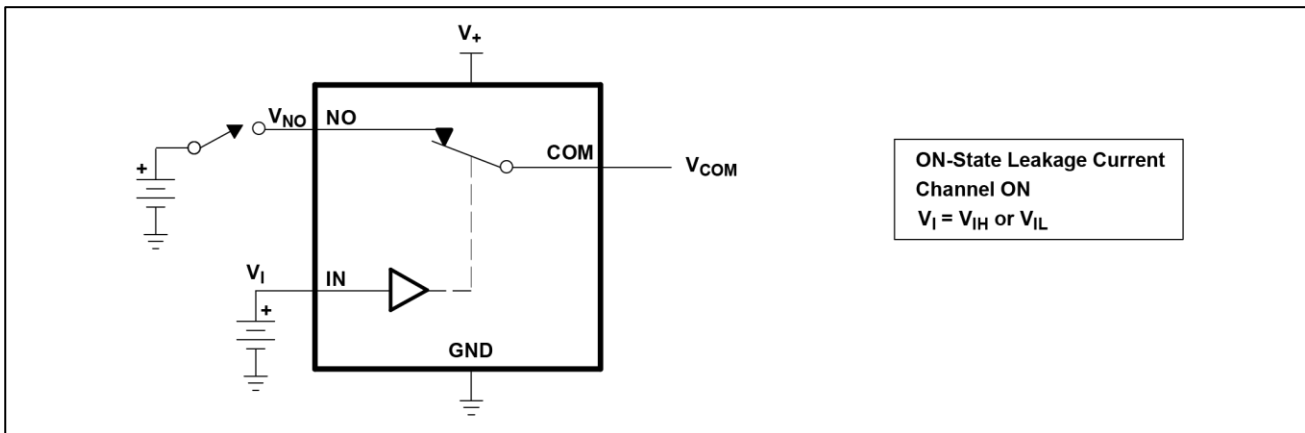 V+
VNO NO
COM
VCOM
+
VI IN
+
GND
ON-State Leakage Current
Channel ON
VI = VIH or VIL